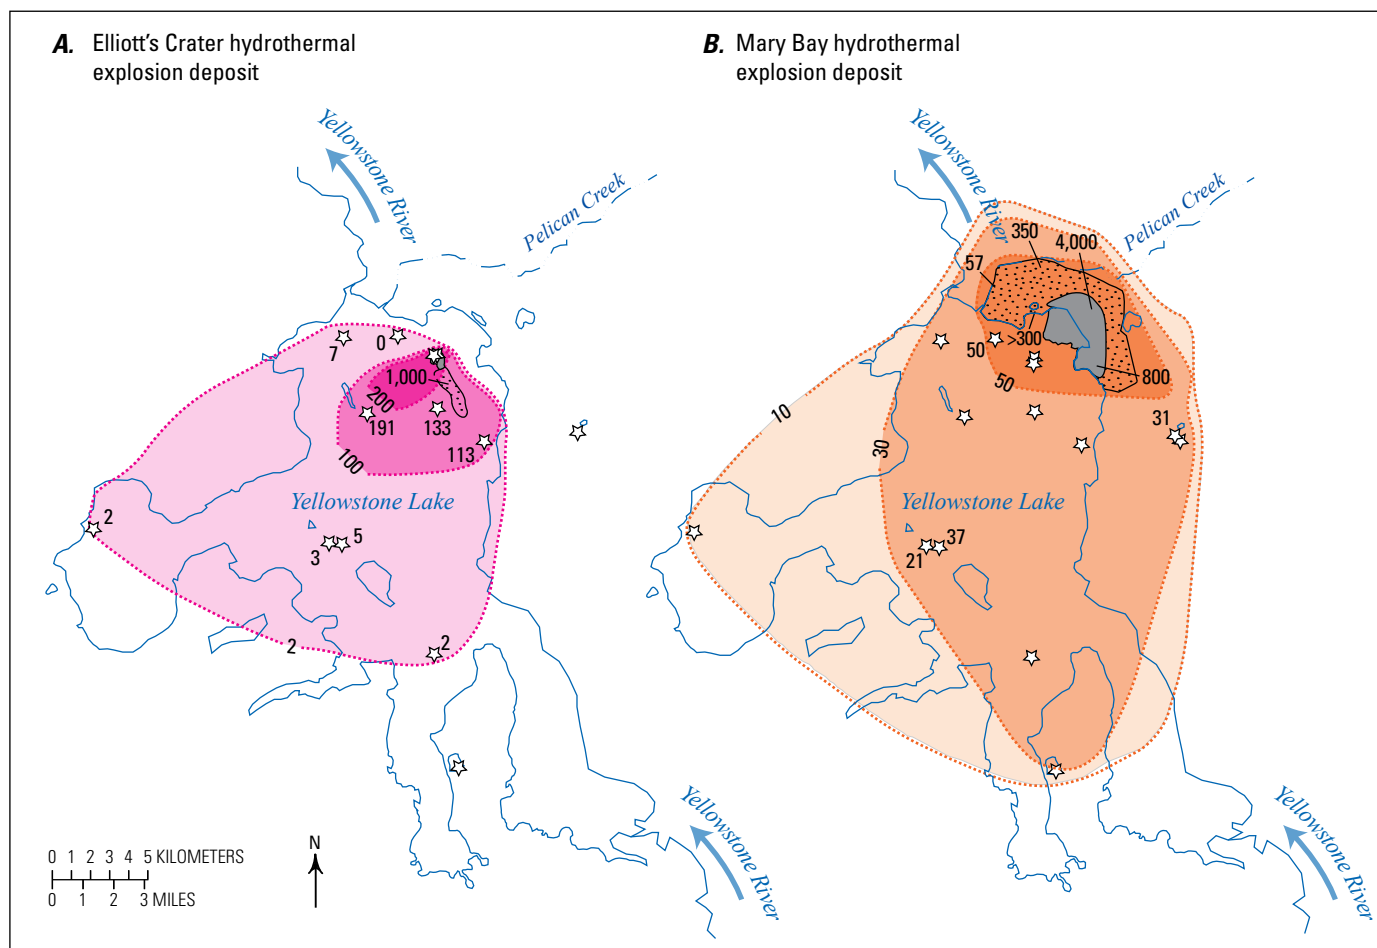 A. Elliott's Crater hydrothermal
explosion deposit
Yellowstone River
Pelican Creek
7
0
1,000
200
191
133
113
100
Yellowstone Lake
2
3
5
2
2
Yellowstone River
0 1 2 3 4 5 KILOMETERS
0 1 2 3 MILES
N
B. Mary Bay hydrothermal
explosion deposit
Yellowstone River
Pelican Creek
350
4,000
57
>300
50
50
800
10
30
31
Yellowstone Lake
21
37
Yellowstone River